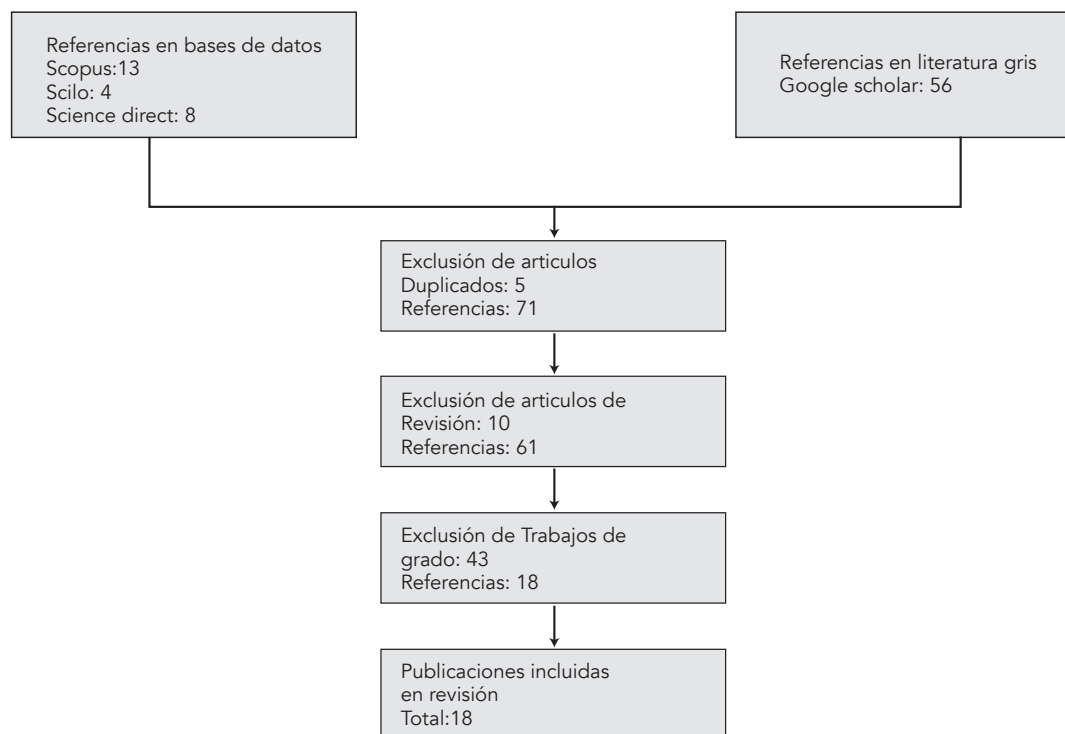 Referencias en bases de datos
Scopus:13
Scilo: 4
Science direct: 8
Referencias en literatura gris
Google scholar: 56
Exclusión de articulos
Duplicados: 5
Referencias: 71
Exclusión de articulos de
Revisión: 10
Referencias: 61
Exclusión de Trabajos de
grado: 43
Referencias: 18
Publicaciones incluidas
en revisión
Total:18